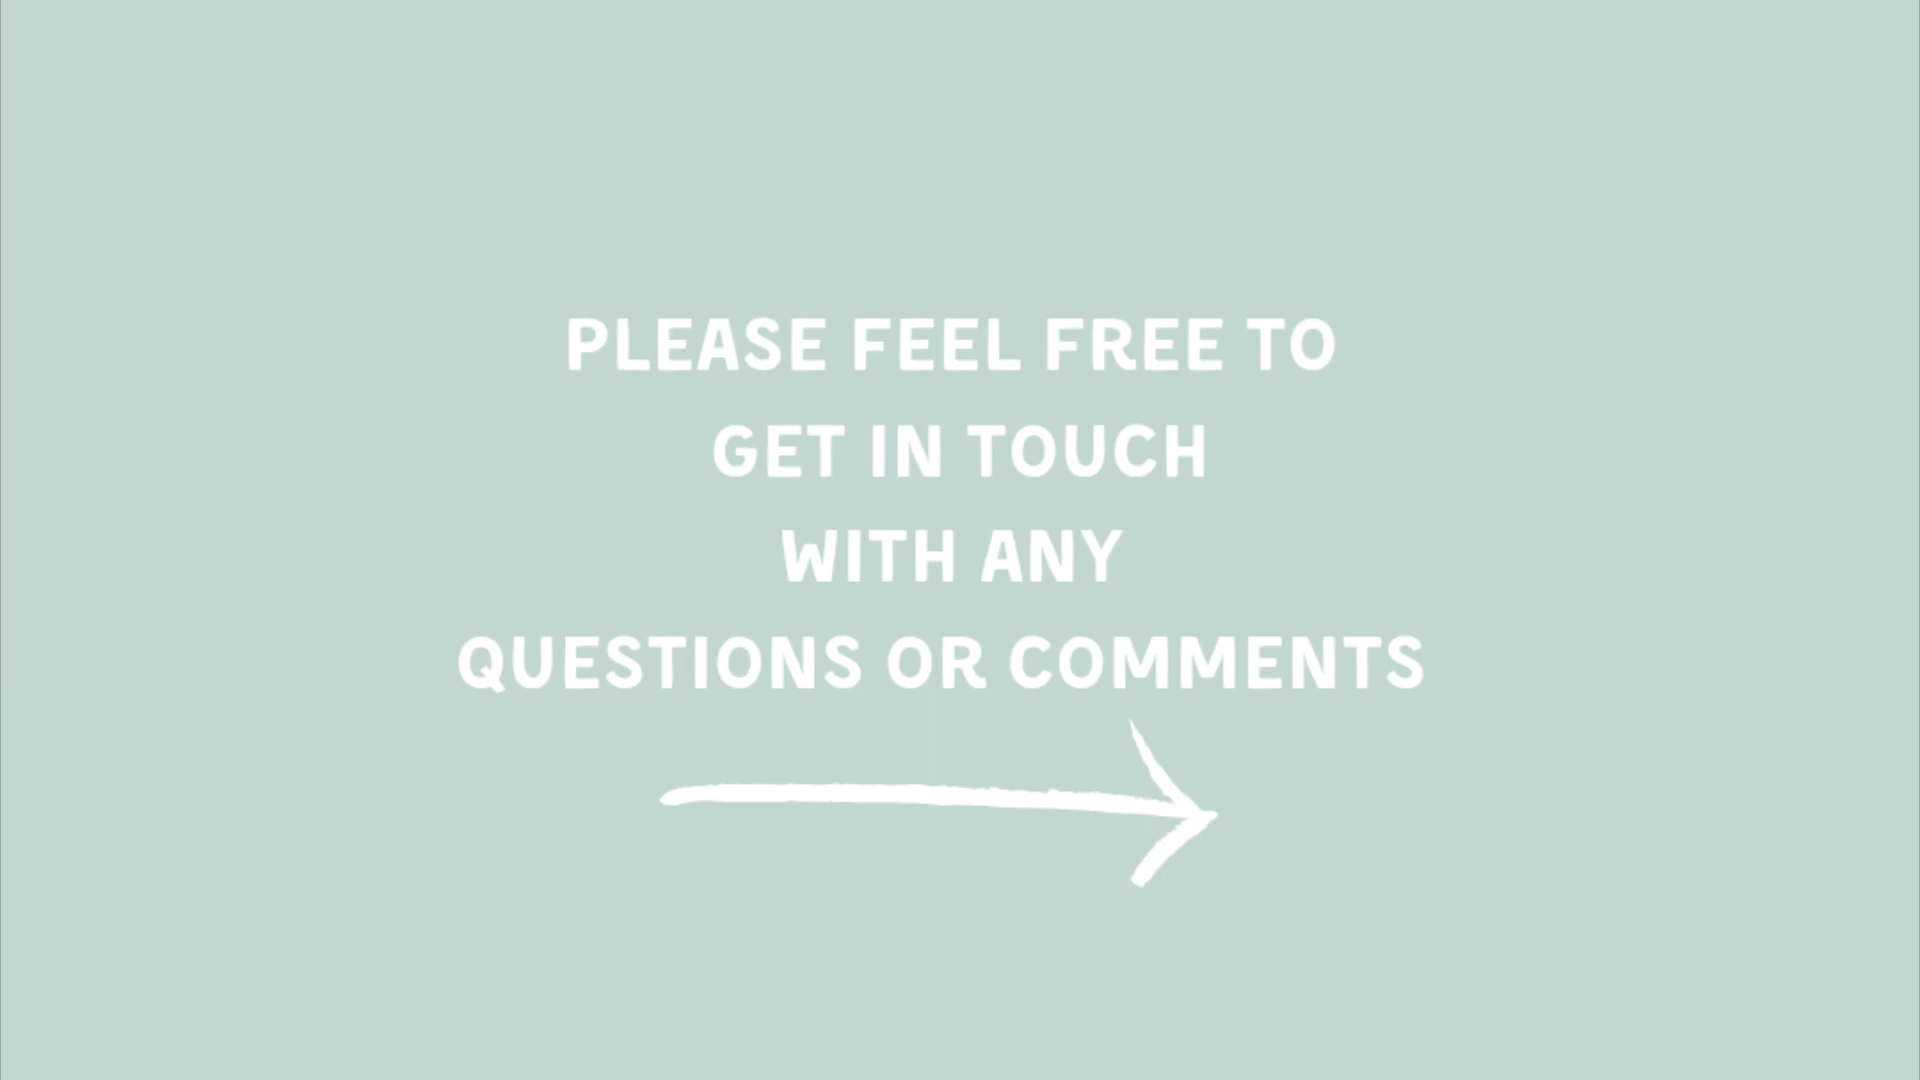 PLEASE FEEL FREE TO
GET IN TOUCH
WITH ANY
QUESTIONS OR COMMENTS